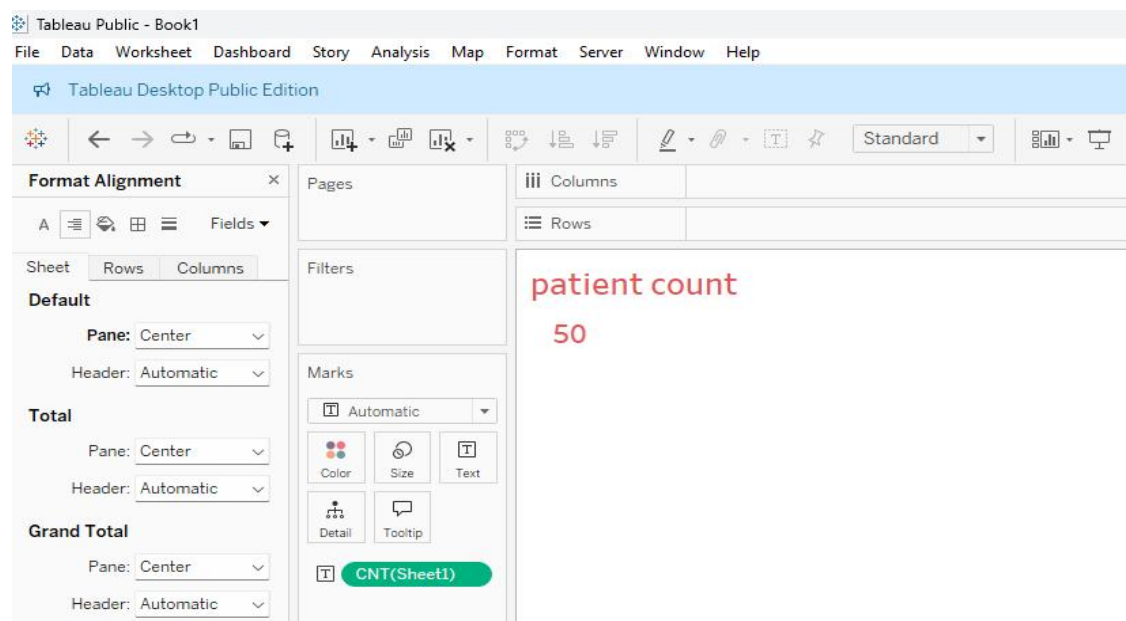 Tableau Public - Book1
File Data Worksheet Dashboard Story Analysis Map Format Server Window Help
Tableau Desktop Public Edition
Standard
Format Alignment
A Fields
Sheet Rows Columns
Default
Pane: Center
Header: Automatic
Total
Pane: Center
Header: Automatic
Grand Total
Pane: Center
Header: Automatic
Pages
Filters
Marks
T Automatic
Color Size Text
Detail Tooltip
T CNT(Sheet1)
iii Columns
Rows
patient count
50